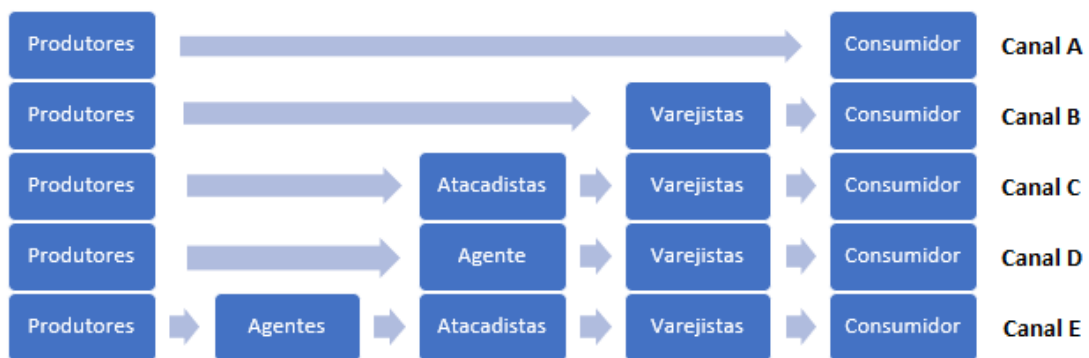 Produtores Consumidor Canal A
Produtores Varejistas Consumidor Canal B
Produtores Atacadistas Varejistas Consumidor Canal C
Produtores Agente Varejistas Consumidor Canal D
Produtores Agentes Atacadistas Varejistas Consumidor Canal E